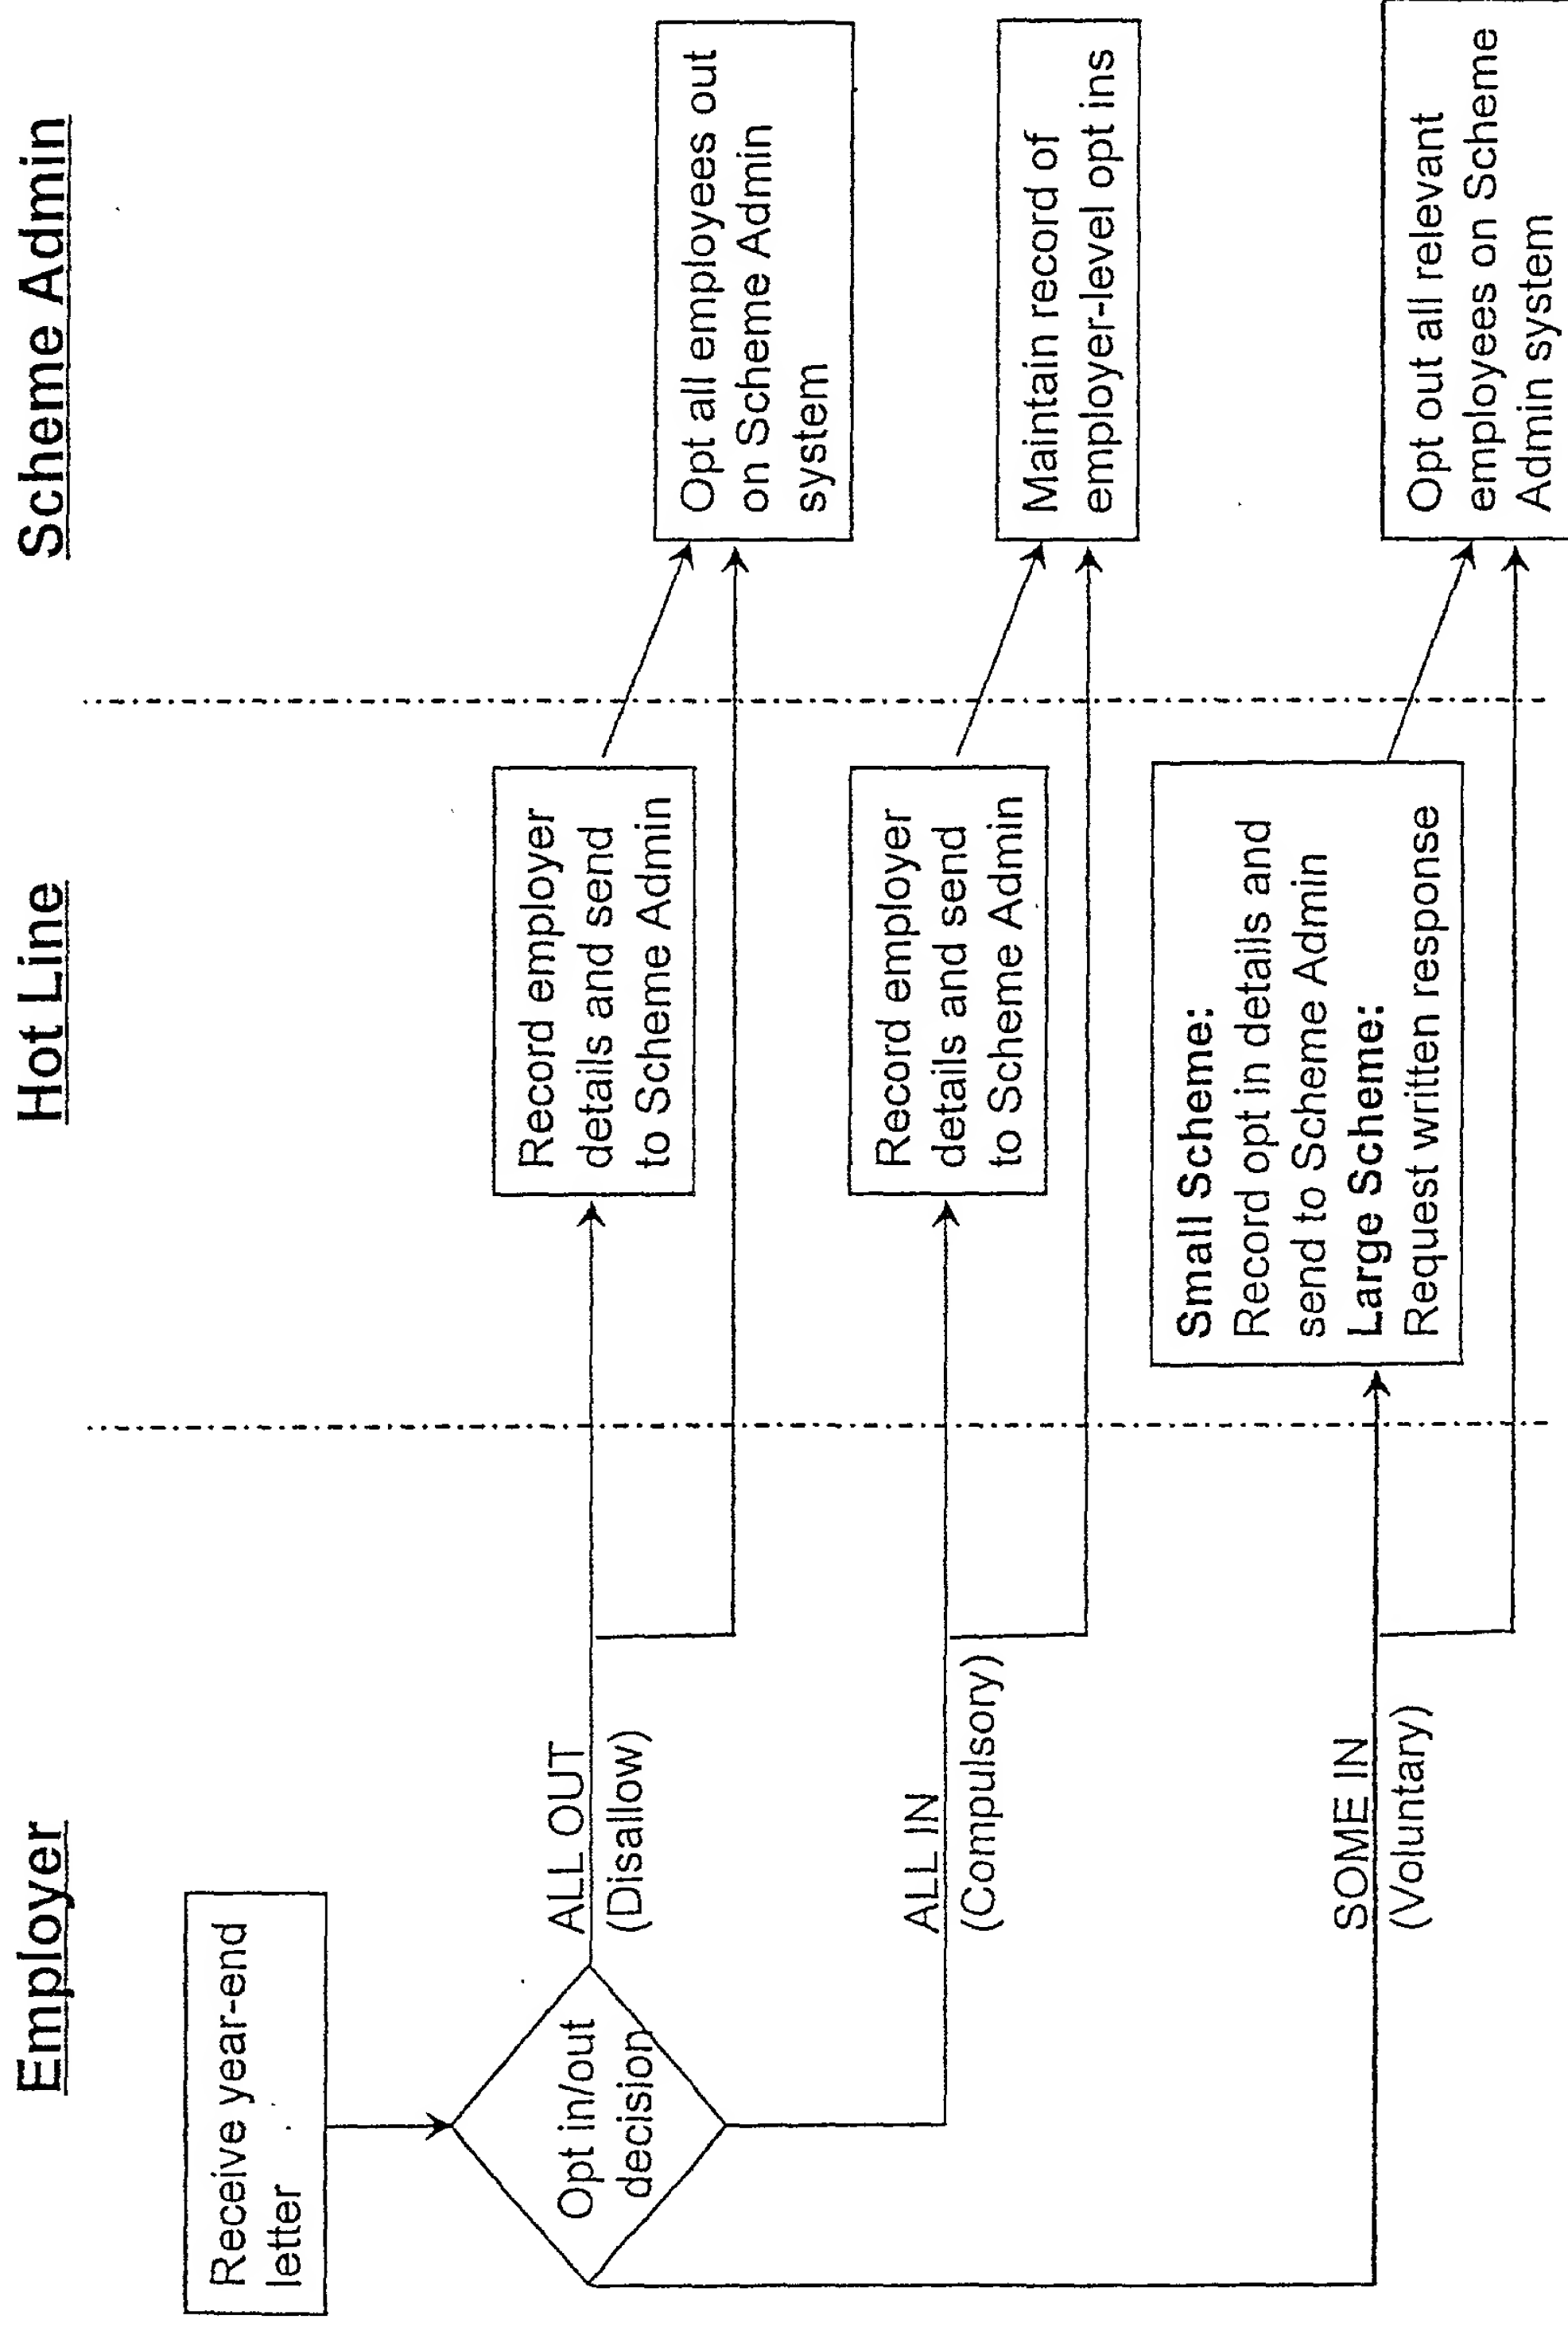 Employer
Hot Line
Scheme Admin
Receive year-end
letter
Opt in/out
decision
ALL OUT
(Disallow)
Record employer
details and send
to Scheme Admin
Opt all employees out
on Scheme Admin
system
ALL IN
(Compulsory)
Record employer
details and send
to Scheme Admin
Maintain record of
employer-level opt ins
SOME IN
(Voluntary)
Small Scheme:
Record opt in details and
send to Scheme Admin
Large Scheme:
Request written response
Opt out all relevant
employees on Scheme
Admin system